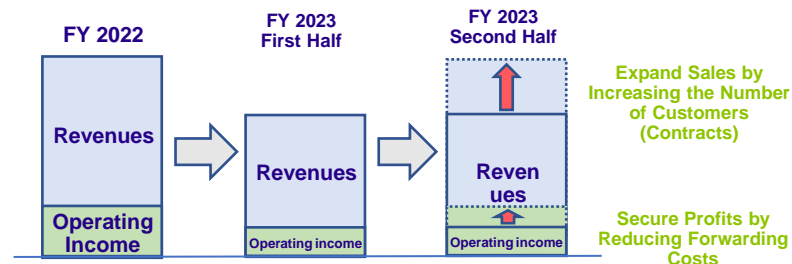 FY 2022
FY 2023
First Half
FY 2023
Second Half
Revenues
Operating
Income
Revenues
Operating income
Reven
ues
Operating income
Expand Sales by
Increasing the Number
of Customers
(Contracts)
Secure Profits by
Reducing Forwarding
Costs